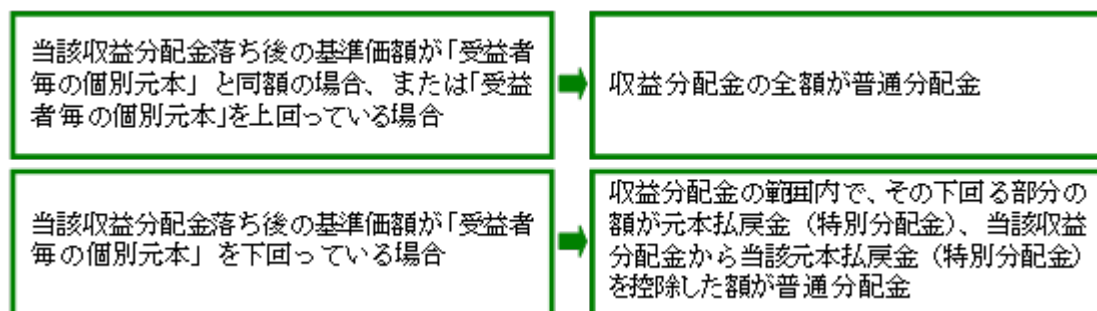 当該収益分配金落ち後の基準価額が「受益者
毎の個別元本」と同額の場合、または「受益
者毎の個別元本」を上回っている場合
収益分配金の全額が普通分配金
当該収益分配金落ち後の基準価額が「受益者
毎の個別元本」を下回っている場合
収益分配金の範囲内で、その下回る部分の
額が元本払戻金（特別分配金）、当該収益
分配金から当該元本払戻金（特別分配金）
を控除した額が普通分配金